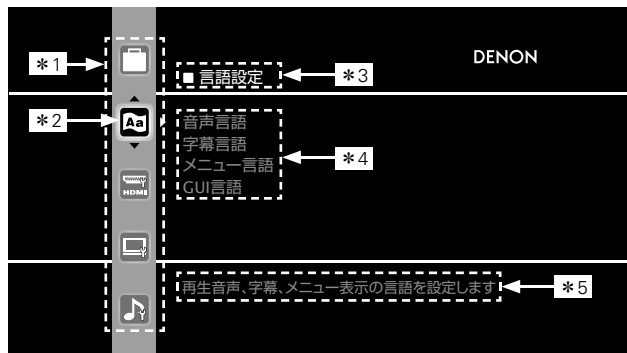 DENON
*1
■ 言語設定
*3
*2
Aa
音声言語
字幕言語
メニュー言語
GUI言語
*4
HDMI
再生音声、字幕、メニュー表示の言語を設定します
*5